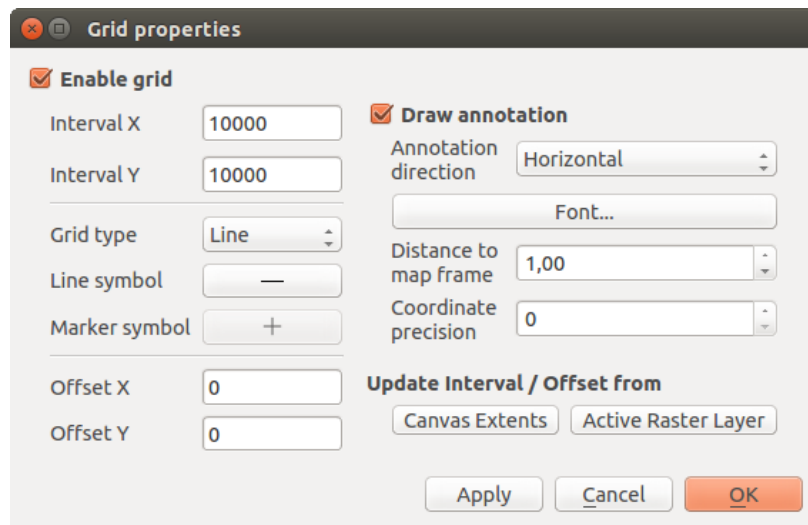 Grid properties
Enable grid
Interval X 10000
Interval Y 10000
Grid type Line
Line symbol
Marker symbol
Offset X 0
Offset Y 0
Draw annotation
Annotation
direction
Horizontal
Font...
Distance to
map frame
1,00
Coordinate
precision
0
Update Interval / Offset from
Canvas Extents Active Raster Layer
Apply Cancel OK